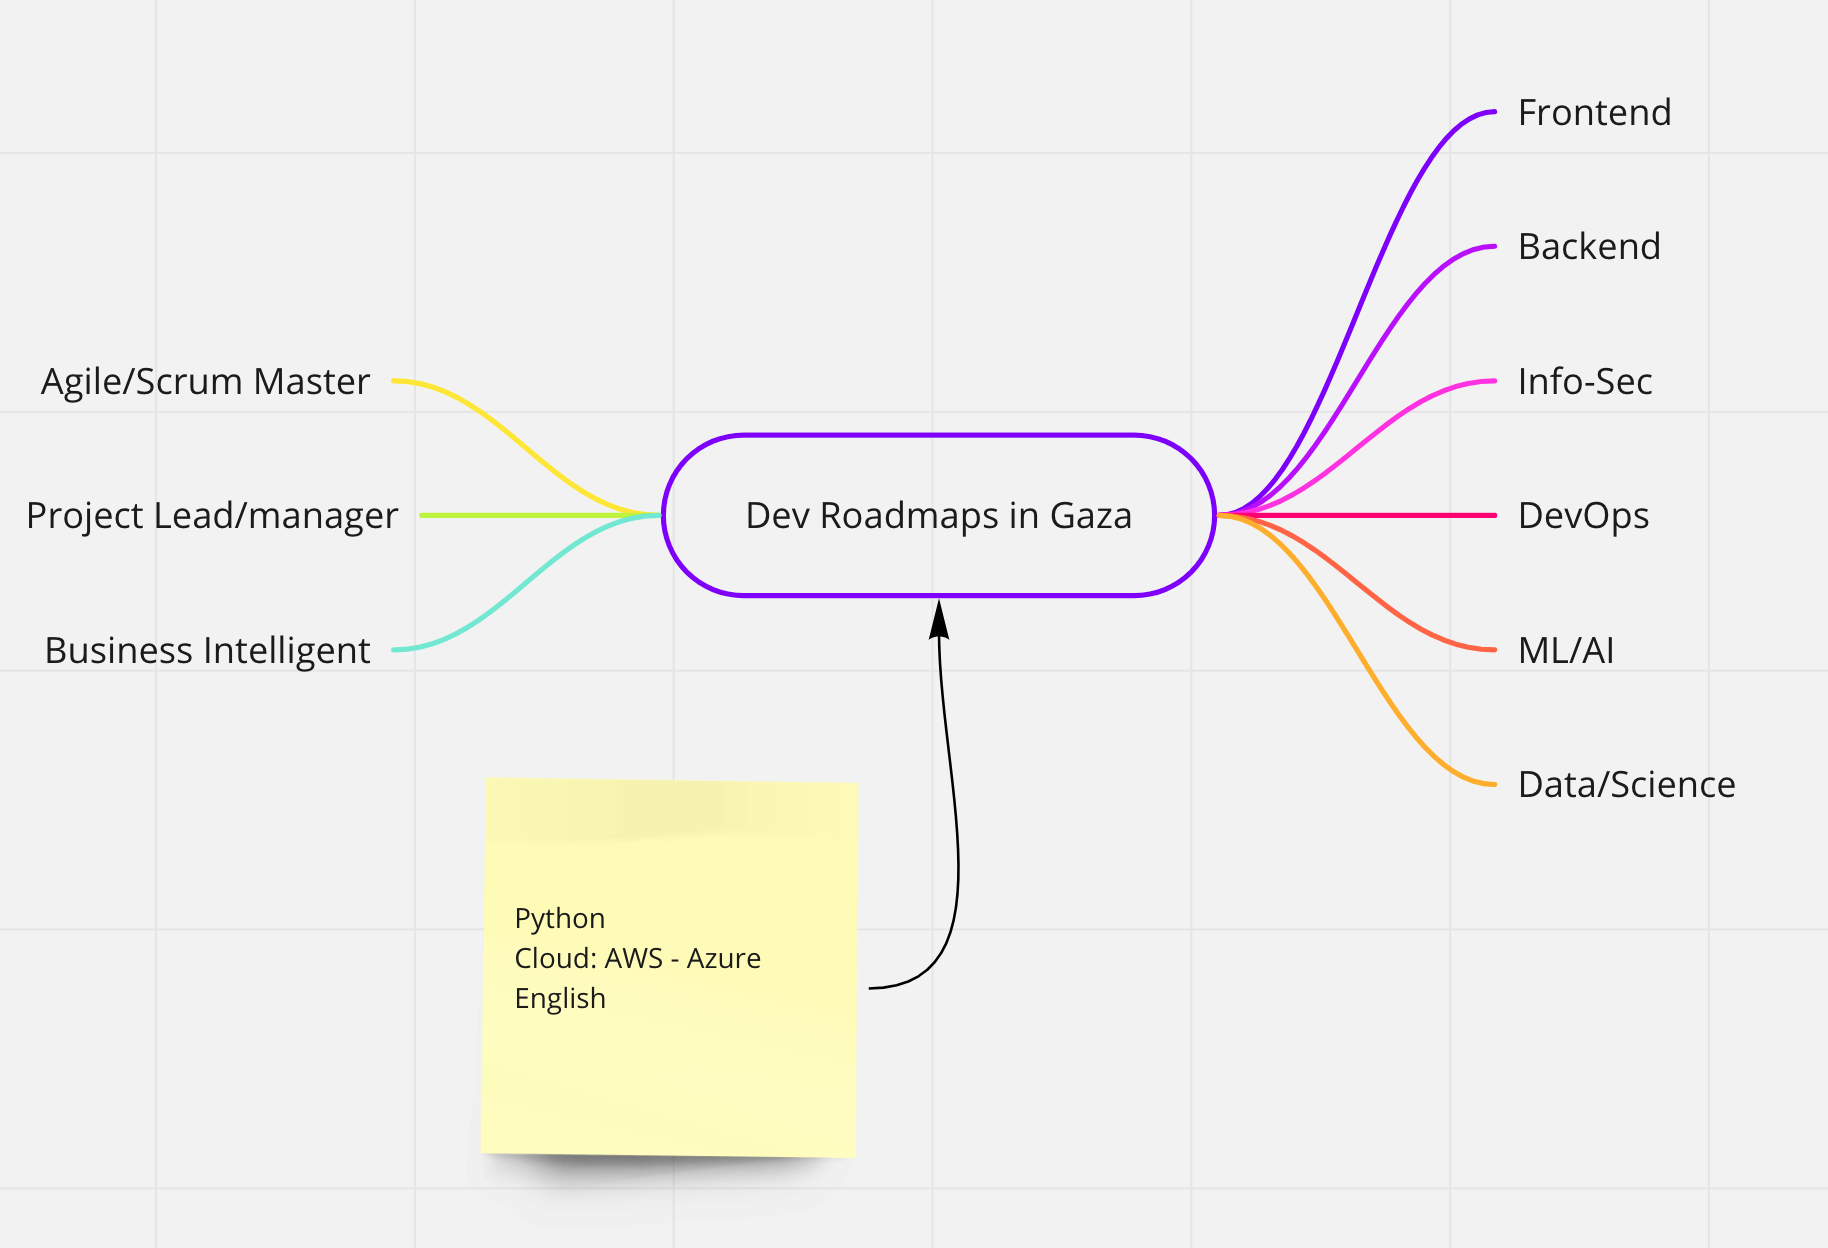 Frontend
Backend
Agile/Scrum Master
Info-Sec
Project Lead/manager
Dev Roadmaps in Gaza
DevOps
Business Intelligent
ML/AI
Data/Science
Python
Cloud: AWS - Azure
English